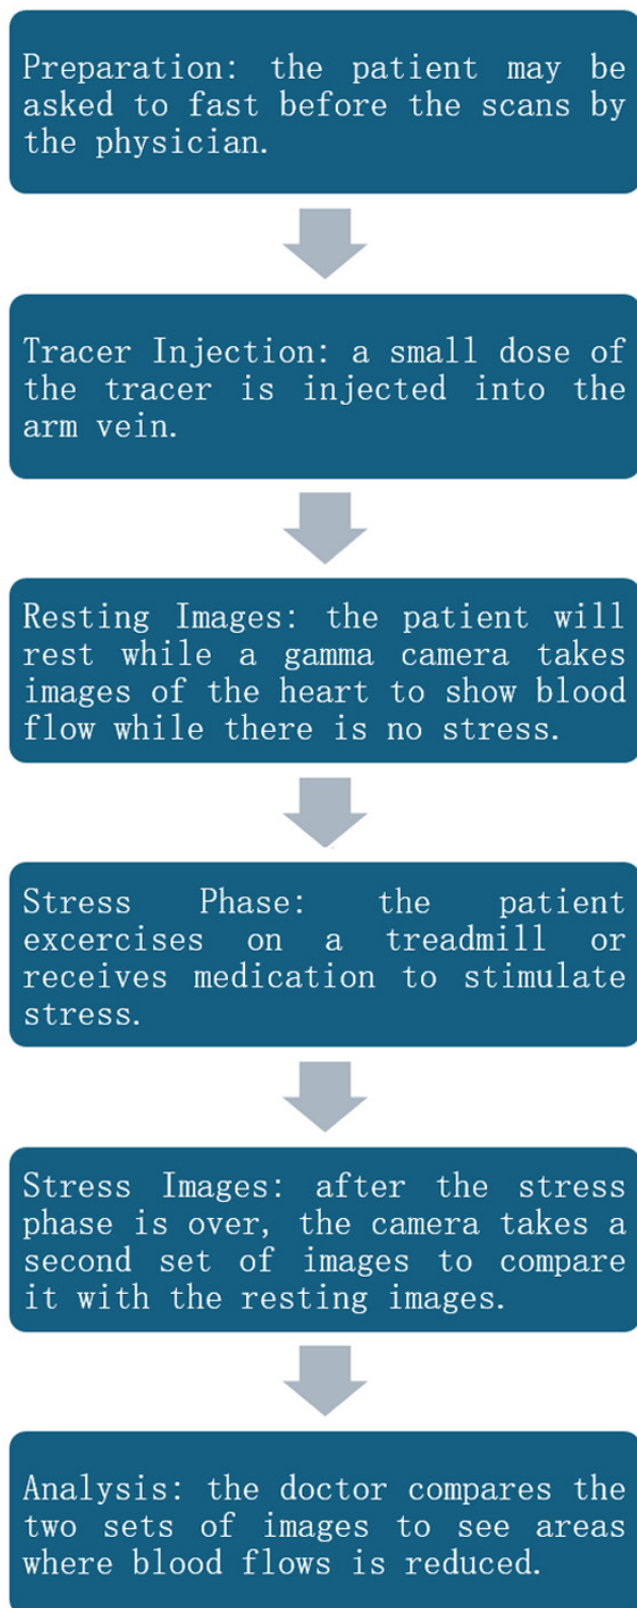 Preparation: the patient may be
asked to fast before the scans by
the physician.
Tracer Injection: a small dose of
the tracer is injected into the
arm vein.
Resting Images: the patient will
rest while a gamma camera takes
images of the heart to show blood
flow while there is no stress.
Stress Phase: the patient
excercises on a treadmill or
receives medication to stimulate
stress.
Stress Images: after the stress
phase is over, the camera takes a
second set of images to compare
it with the resting images.
Analysis: the doctor compares the
two sets of images to see areas
where blood flows is reduced.